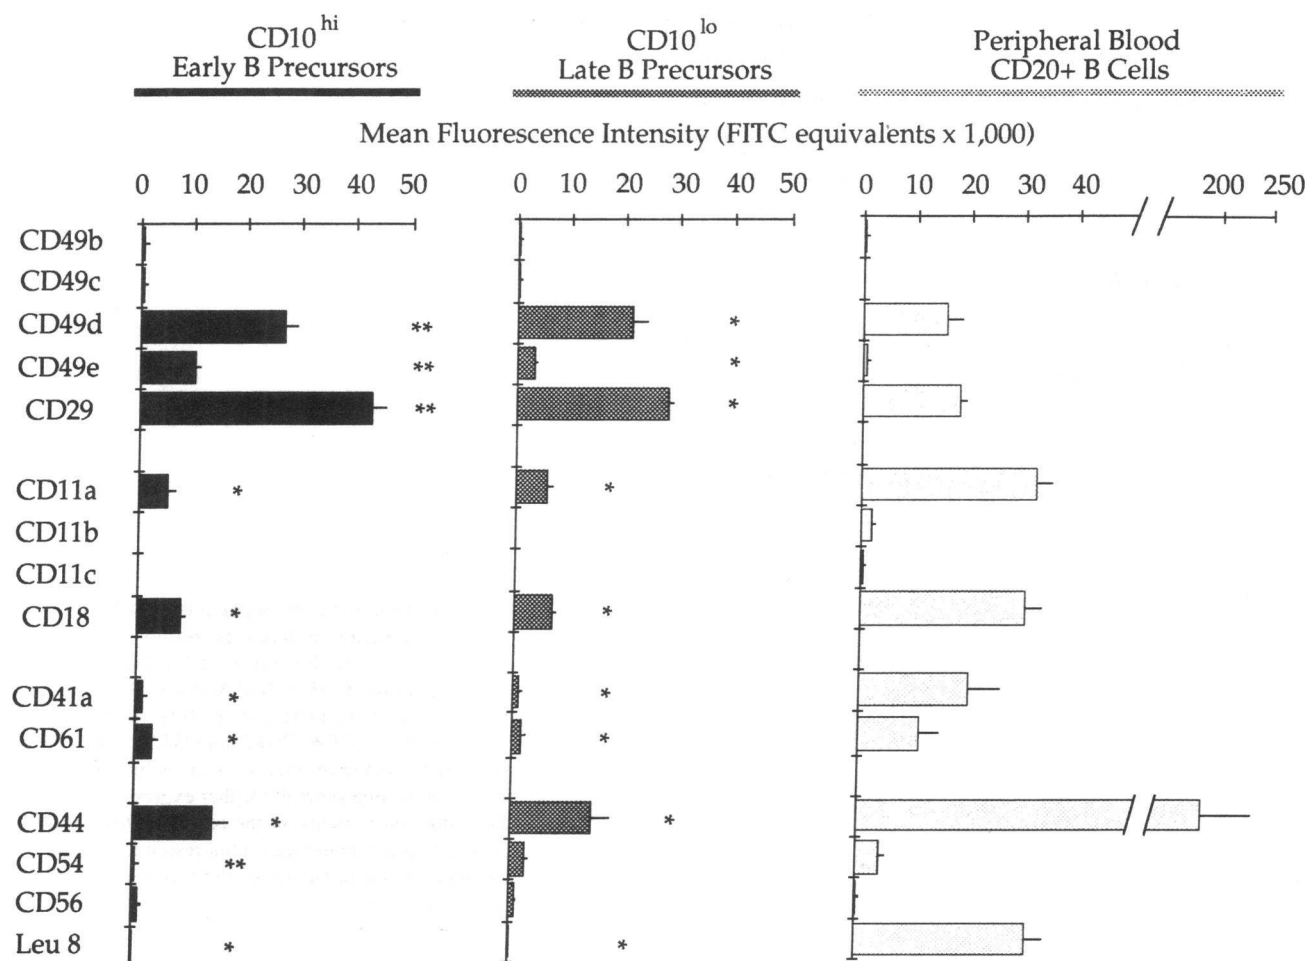 CD10 hi
Early B Precursors
CD10 lo
Late B Precursors
Peripheral Blood
CD20+ B Cells
Mean Fluorescence Intensity (FITC equivalents x 1,000)
0 10 20 30 40 50
0 10 20 30 40 50
0 10 20 30 40 200 250
CD49b
CD49c
CD49d ** *
CD49e ** *
CD29 ** *
CD11a * *
CD11b
CD11c
CD18 * *
CD41a * *
CD61 * *
CD44 * *
CD54 **
CD56
Leu 8 * *